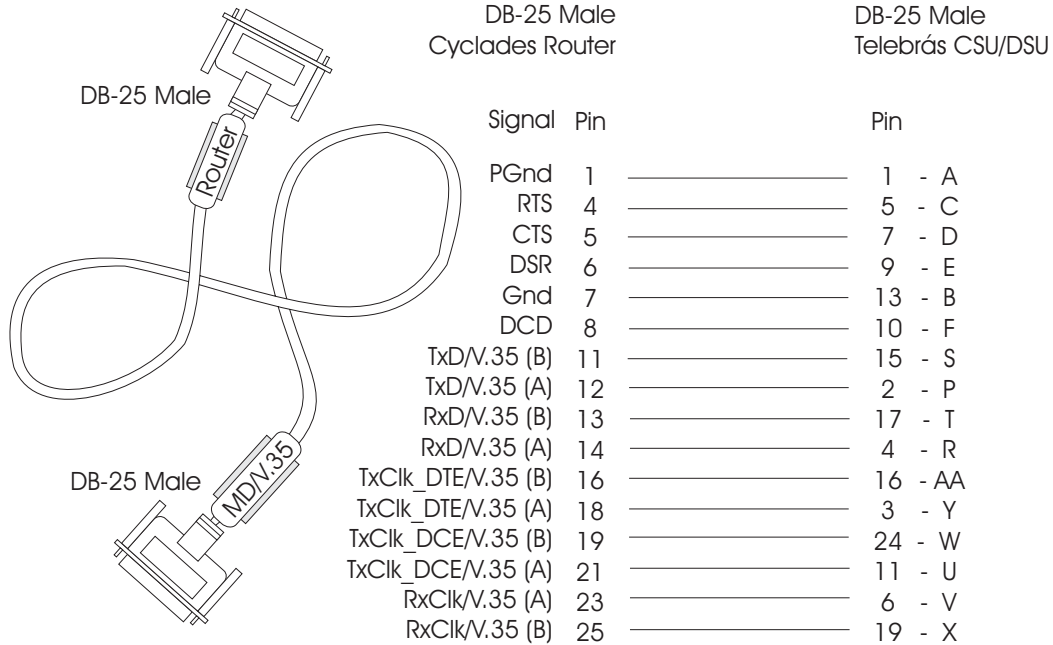 DB-25 Male DB-25 Male
Cyclades Router Telebrás CSU/DSU
DB-25 Male
Router
Signal Pin Pin
PGnd 1 1 - A
RTS 4 5 - C
CTS 5 7 - D
DSR 6 9 - E
Gnd 7 13 - B
DCD 8 10 - F
TxD/V.35 (B) 11 15 - S
TxD/V.35 (A) 12 2 - P
RxD/V.35 (B) 13 17 - T
RxD/V.35 (A) 14 4 - R
TxClk_DTE/V.35 (B) 16 16 - AA
TxClk_DTE/V.35 (A) 18 3 - Y
TxClk_DCE/V.35 (B) 19 24 - W
TxClk_DCE/V.35 (A) 21 11 - U
RxClk/V.35 (A) 23 6 - V
RxClk/V.35 (B) 25 19 - X
MD/V.35
DB-25 Male